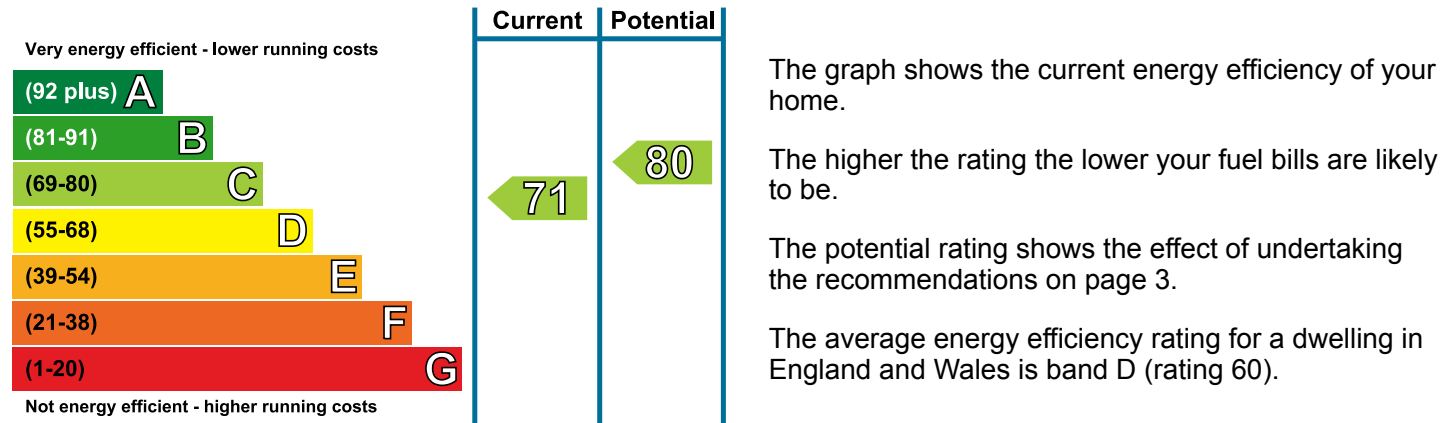 Current Potential
Very energy efficient - lower running costs
(92 plus) A
(81-91) B
(69-80) C
(55-68) D
(39-54) E
(21-38) F
(1-20) G
Not energy efficient - higher running costs
71
80
The graph shows the current energy efficiency of your
home.
The higher the rating the lower your fuel bills are likely
to be.
The potential rating shows the effect of undertaking
the recommendations on page 3.
The average energy efficiency rating for a dwelling in
England and Wales is band D (rating 60).